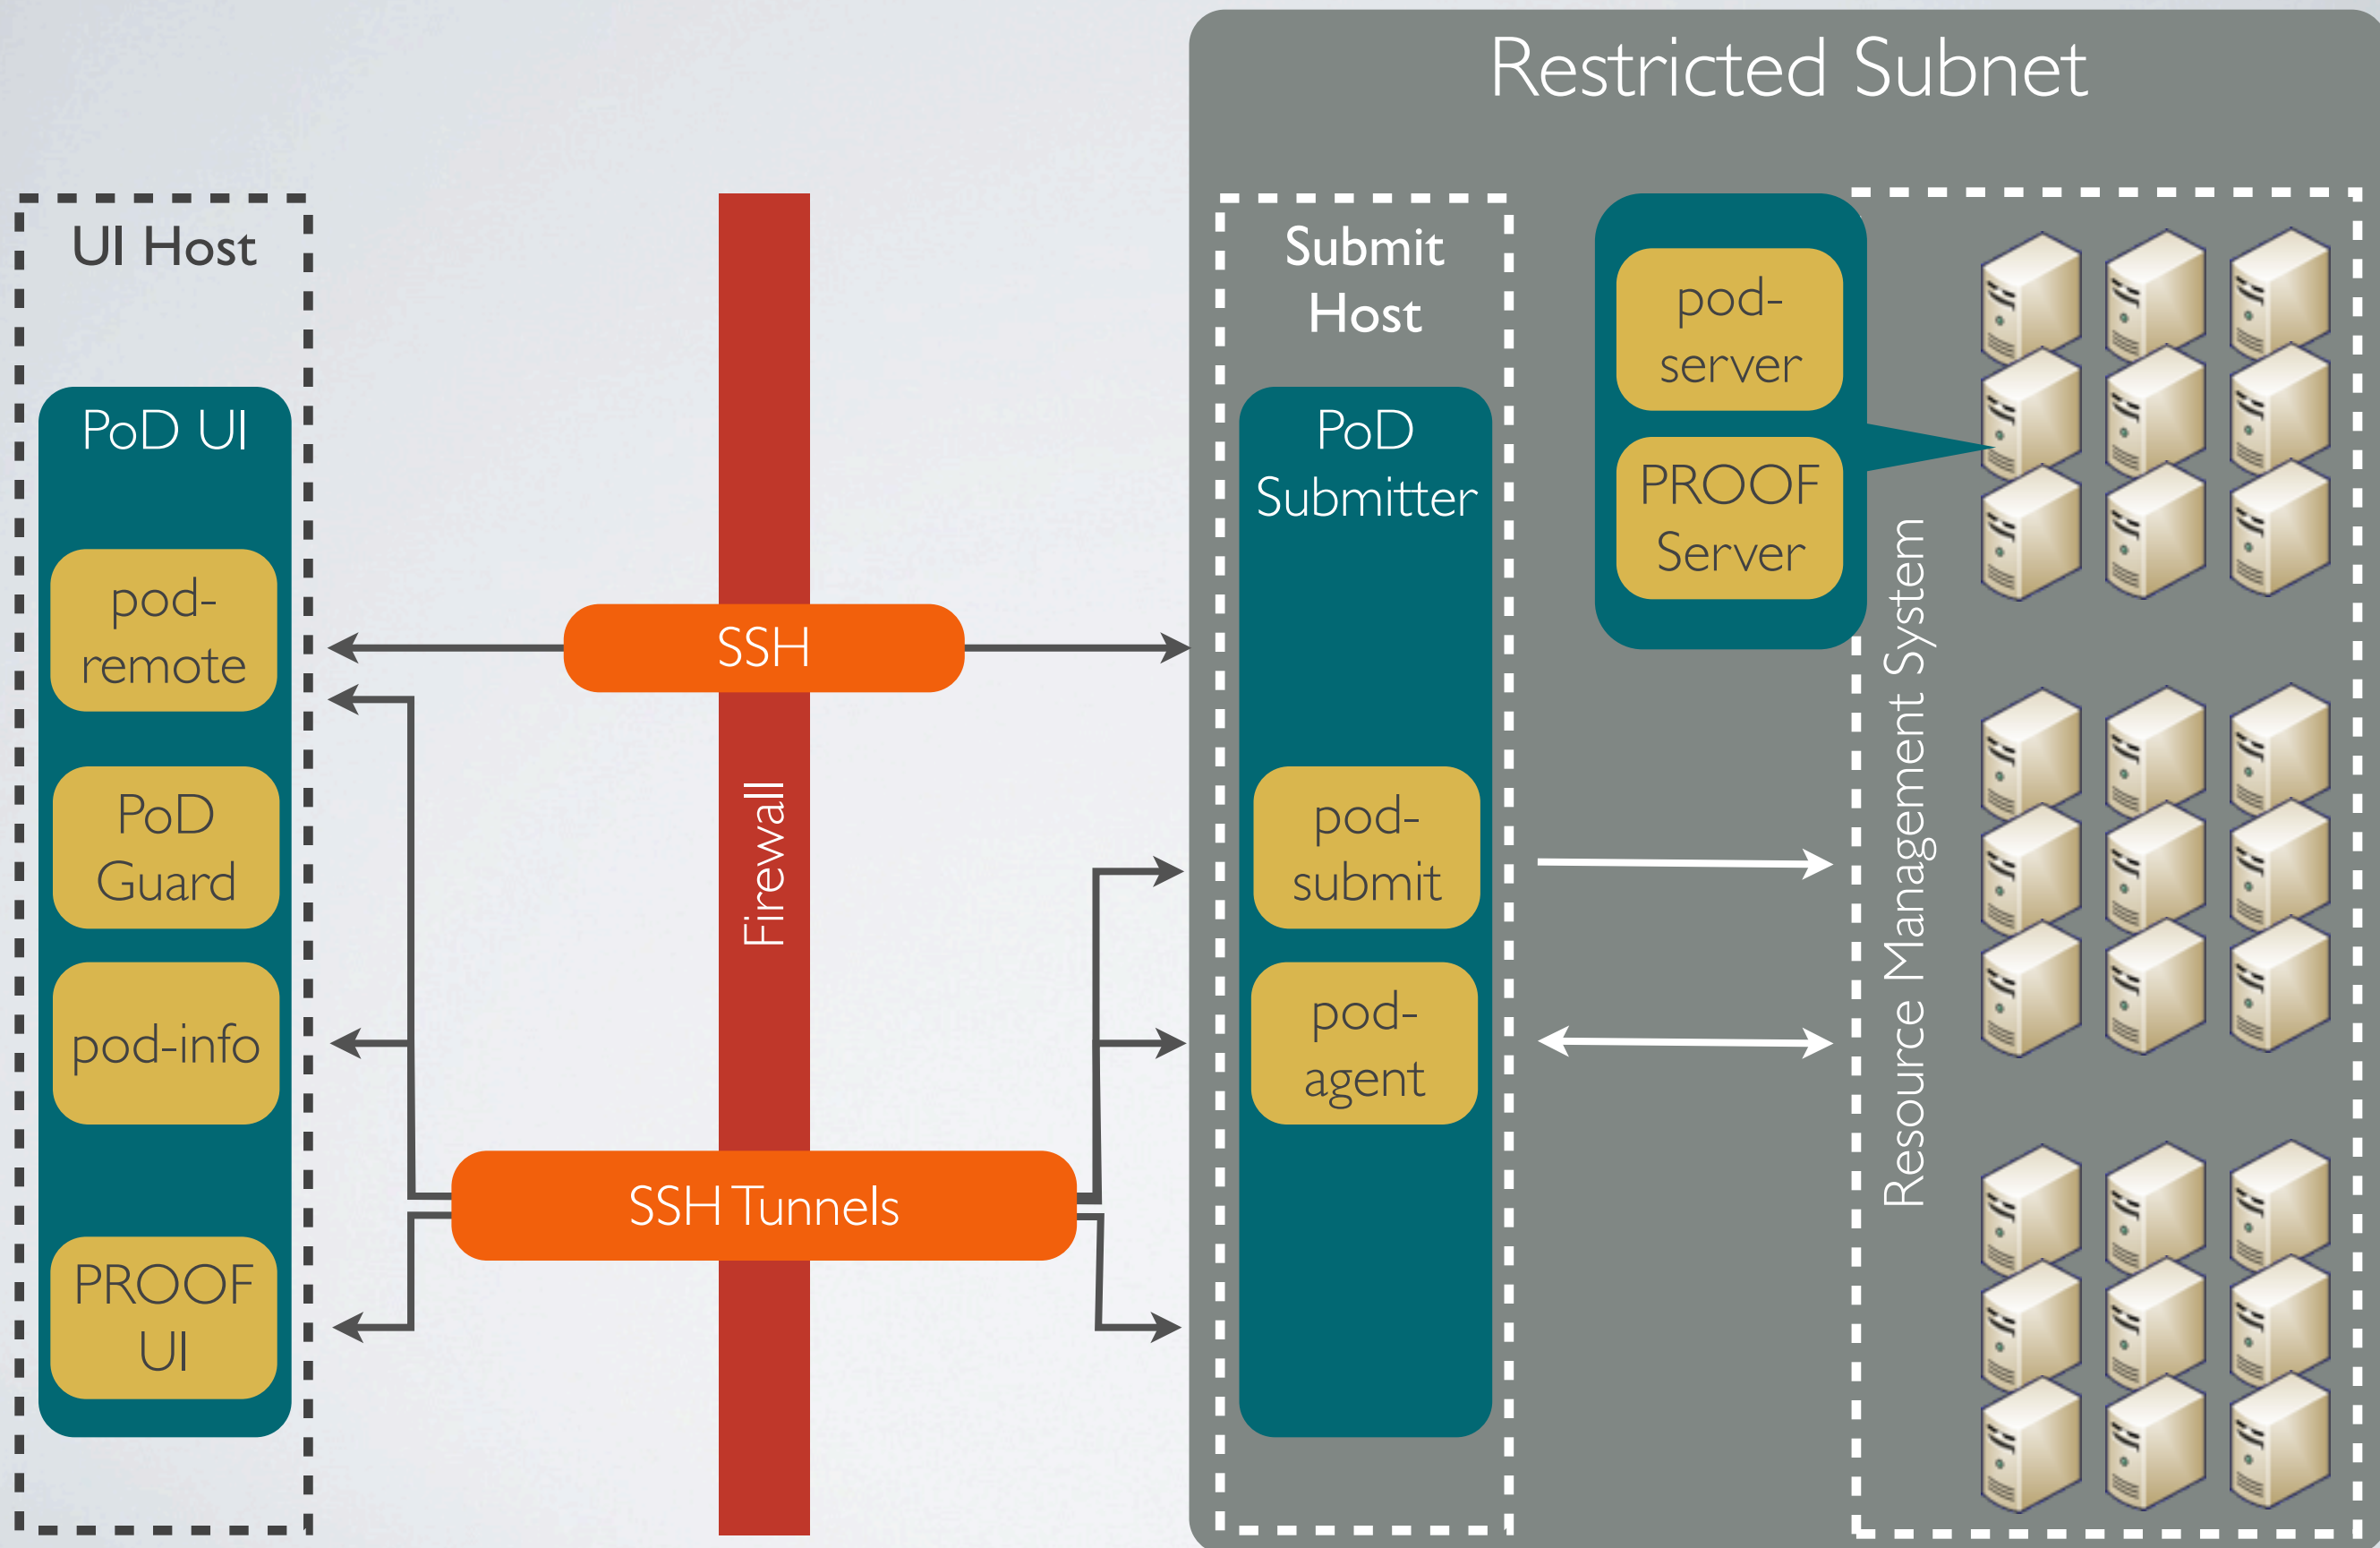 Restricted Subnet
UI Host
PoD UI
pod-
remote
PoD
Guard
pod-info
PROOF
UI
SSH
Firewall
SSH Tunnels
Submit
Host
PoD
Submitter
pod-
submit
pod-
agent
pod-
server
PROOF
Server
Resource Management System